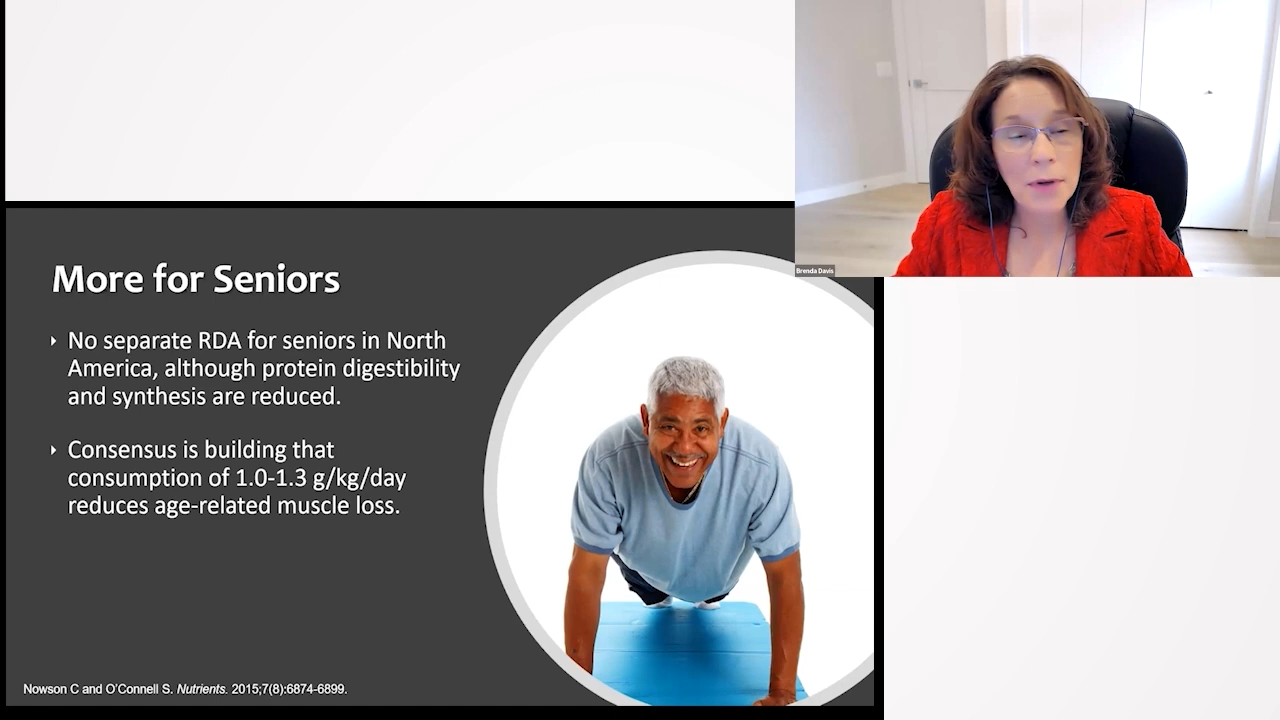 Brenda Davis
More for Seniors
No separate RDA for seniors in North
America, although protein digestibility
and synthesis are reduced.
Consensus is building that
consumption of 1.0-1.3 g/kg/day
reduces age-related muscle loss.
Nowson C and O'Connell S. Nutrients. 2015;7(8):6874-6899.